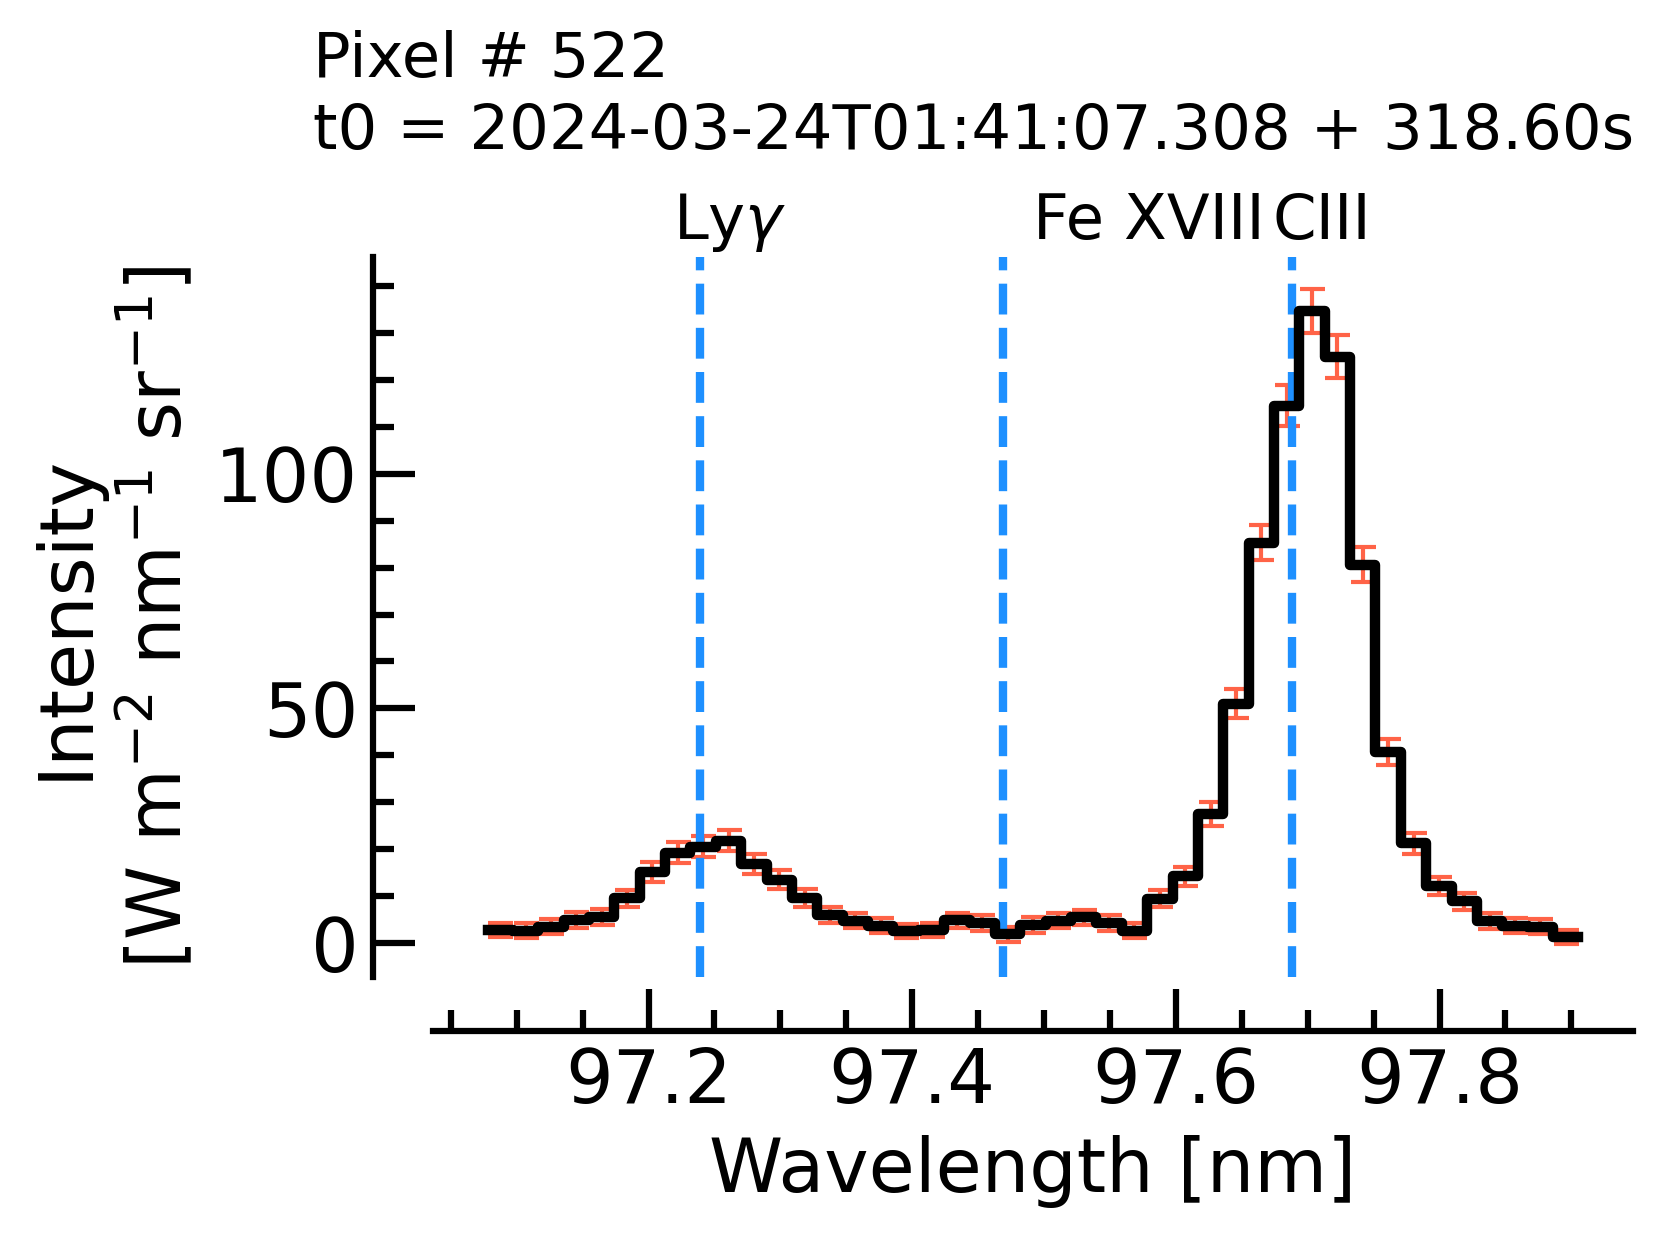 Pixel # 522
t0 = 2024-03-24T01:41:07.308 + 318.60s
Lyγ Fe XVIII CIII
Intensity
[W m⁻² nm⁻¹ sr⁻¹]
100
50
0
97.2 97.4 97.6 97.8
Wavelength [nm]